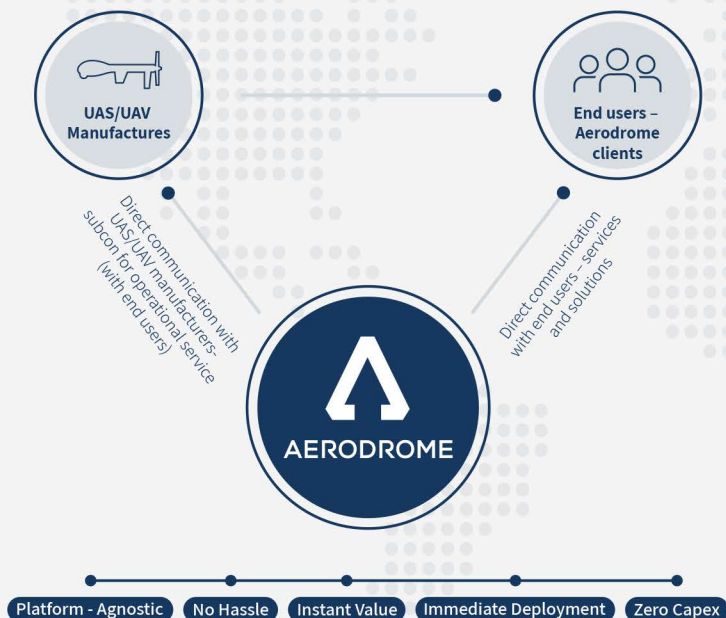 UAS/UAV
Manufactures
End users –
Aerodrome
clients
Direct communication with
UAS/UAV manufacturers-
subcon for operational service
(with end users)
Direct communication
with end users – services
and solutions
AERODROME
Platform - Agnostic
No Hassle
Instant Value
Immediate Deployment
Zero Capex